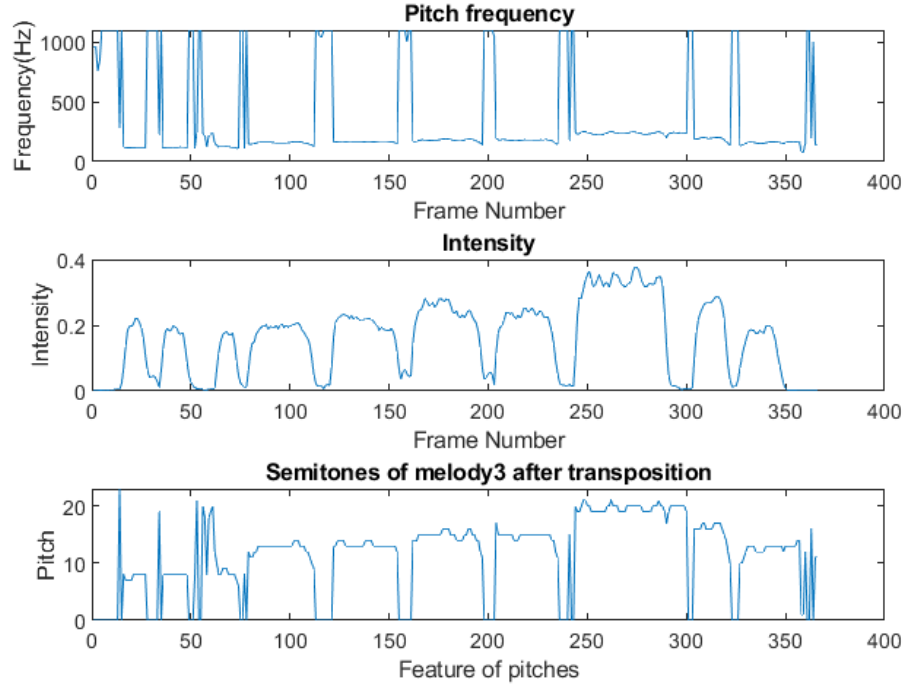 Pitch frequency
Frequency(Hz)
1000
500
0
0 50 100 150 200 250 300 350 400
Frame Number
Intensity
Intensity
0.4
0.2
0
0 50 100 150 200 250 300 350 400
Frame Number
Semitones of melody3 after transposition
Pitch
20
10
0
0 50 100 150 200 250 300 350 400
Feature of pitches